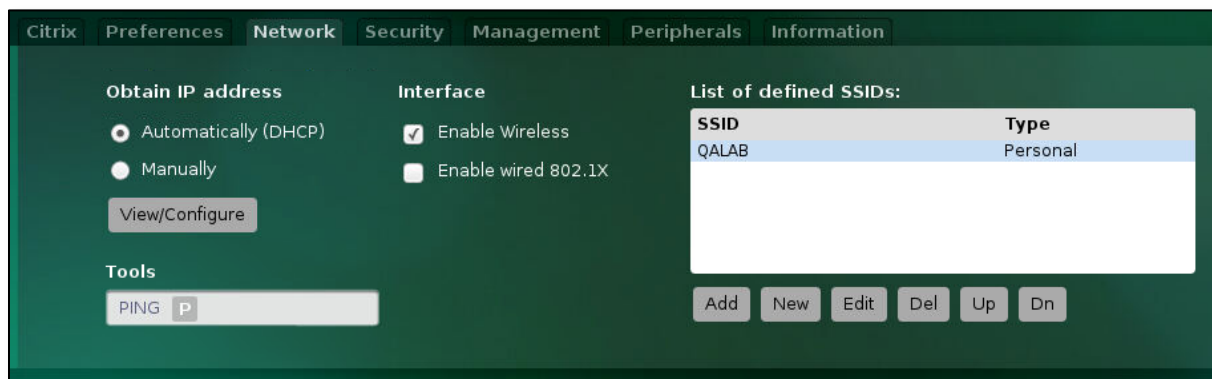 Citrix Preferences Network Security Management Peripherals Information
Obtain IP address
Automatically (DHCP)
Manually
View/Configure
Tools
PING P
Interface
Enable Wireless
Enable wired 802.1X
List of defined SSIDs:
SSID Type
QALAB Personal
Add New Edit Del Up Dn